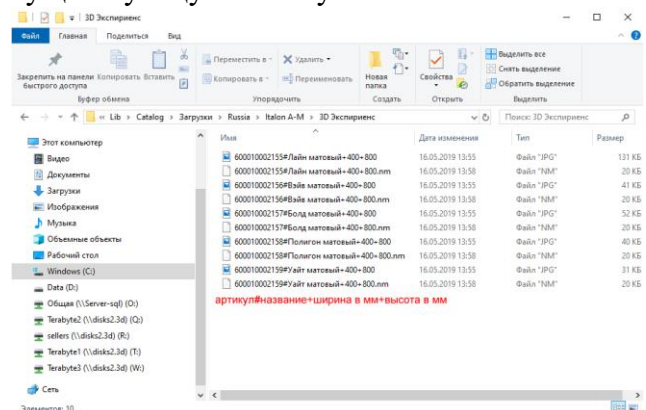 3D Экспириенс
Файл Главная Поделиться Вид
Закрепить на панели быстрого доступа
Копировать
Вставить
Переместить в
Копировать в
Удалить
Переименовать
Новая папка
Свойства
Выделить все
Снять выделение
Обратить выделение
Буфер обмена Упорядочить Создать Открыть Выделить
« Lib › Catalog › Загрузки › Russia › Italon A-M › 3D Экспириенс
Поиск: 3D Экспириенс
Имя Дата изменения Тип Размер
Этот компьютер
Видео
Документы
Загрузки
Изображения
Музыка
Объемные объекты
Рабочий стол
Windows (C:)
Data (D:)
Общая (\\Server-sql) (O:)
Terabyte2 (\\disks2.3d) (Q:)
sellers (\\disks2.3d) (R:)
Terabyte1 (\\disks2.3d) (T:)
Terabyte3 (\\disks2.3d) (W:)
Сеть
600010002155#Лайн матовый+400+800 16.05.2019 13:55 Файл "JPG" 131 КБ
600010002155#Лайн матовый+400+800.nm 16.05.2019 13:58 Файл "NM" 20 КБ
600010002156#Вэйв матовый+400+800 16.05.2019 13:55 Файл "JPG" 41 КБ
600010002156#Вэйв матовый+400+800.nm 16.05.2019 13:58 Файл "NM" 20 КБ
600010002157#Болд матовый+400+800 16.05.2019 13:55 Файл "JPG" 52 КБ
600010002157#Болд матовый+400+800.nm 16.05.2019 13:58 Файл "NM" 20 КБ
600010002158#Полигон матовый+400+800 16.05.2019 13:55 Файл "JPG" 40 КБ
600010002158#Полигон матовый+400+800.nm 16.05.2019 13:58 Файл "NM" 20 КБ
600010002159#Уайт матовый+400+800 16.05.2019 13:55 Файл "JPG" 31 КБ
600010002159#Уайт матовый+400+800.nm 16.05.2019 13:58 Файл "NM" 20 КБ
артикул#название+ширина в мм+высота в мм
Элементов: 10